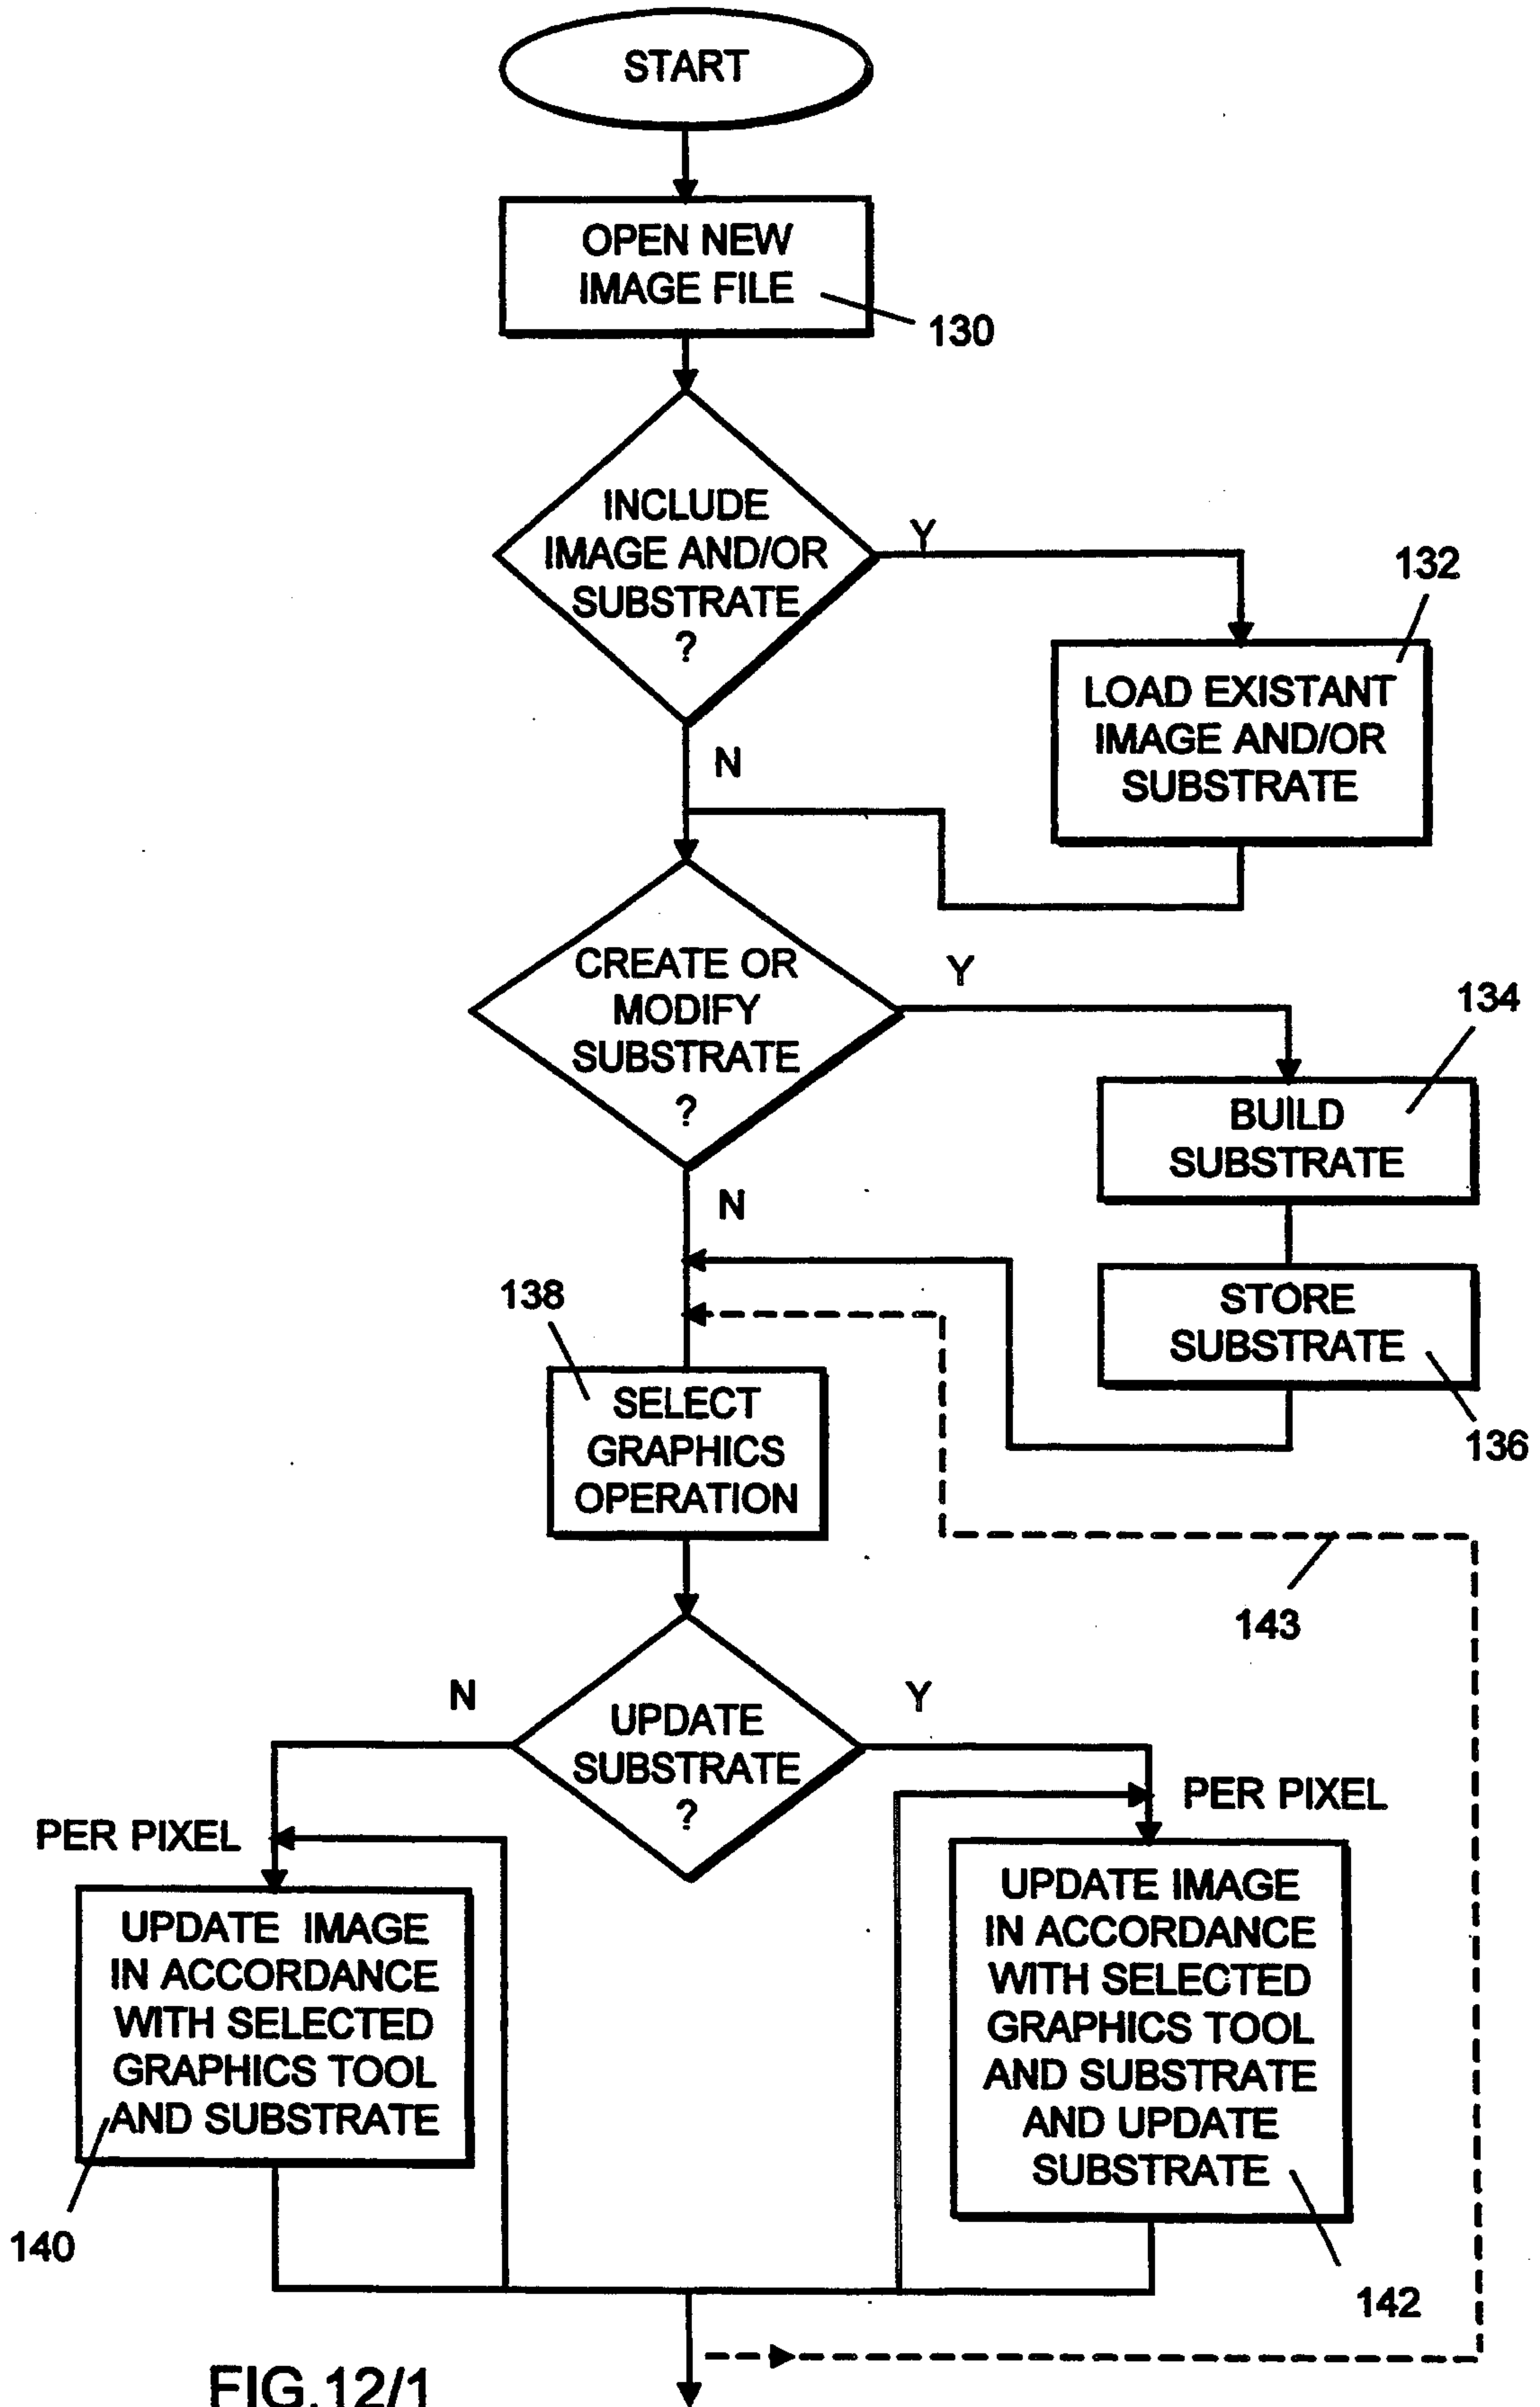 START
OPEN NEW
IMAGE FILE
130
INCLUDE
IMAGE AND/OR
SUBSTRATE
?
Y
N
132
LOAD EXISTANT
IMAGE AND/OR
SUBSTRATE
CREATE OR
MODIFY
SUBSTRATE
?
Y
N
134
BUILD
SUBSTRATE
STORE
SUBSTRATE
136
138
SELECT
GRAPHICS
OPERATION
143
UPDATE
SUBSTRATE
?
N
Y
PER PIXEL
PER PIXEL
UPDATE IMAGE
IN ACCORDANCE
WITH SELECTED
GRAPHICS TOOL
AND SUBSTRATE
140
UPDATE IMAGE
IN ACCORDANCE
WITH SELECTED
GRAPHICS TOOL
AND SUBSTRATE
AND UPDATE
SUBSTRATE
142
FIG.12/1